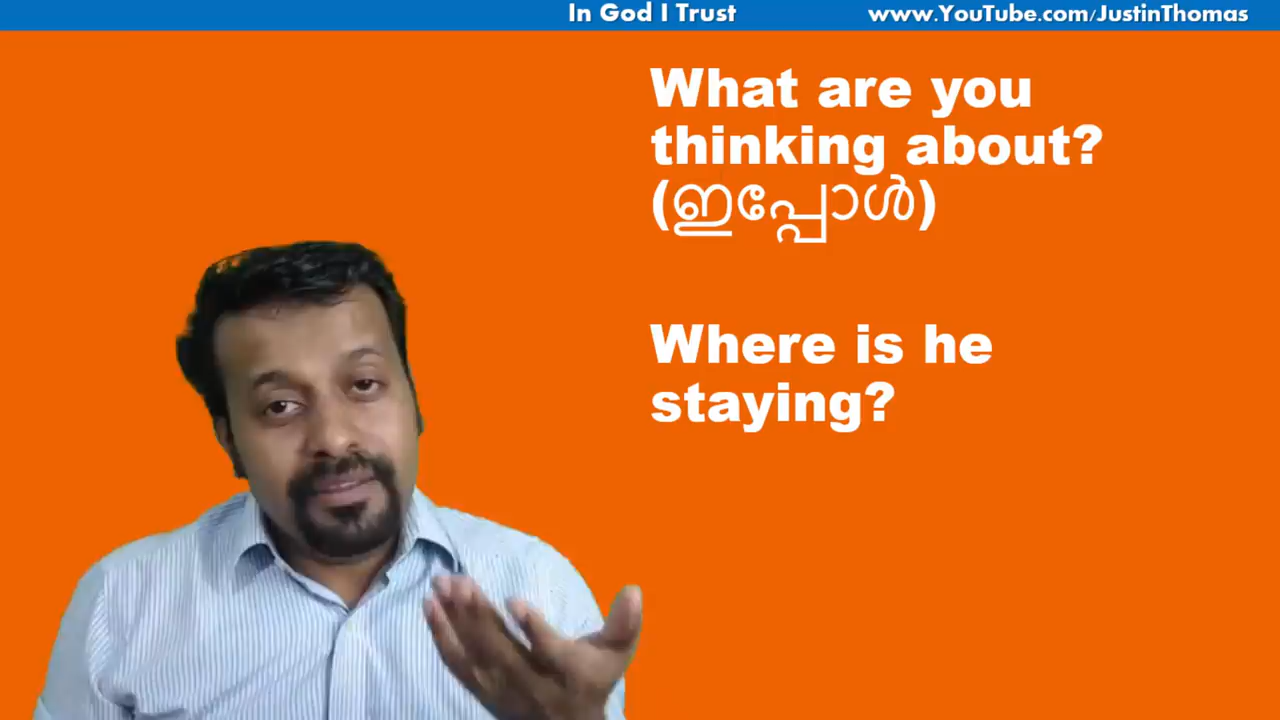 In God I Trust
www.YouTube.com/JustinThomas
What are you
thinking about?
(ഇപ്പോൾ)
Where is he
staying?